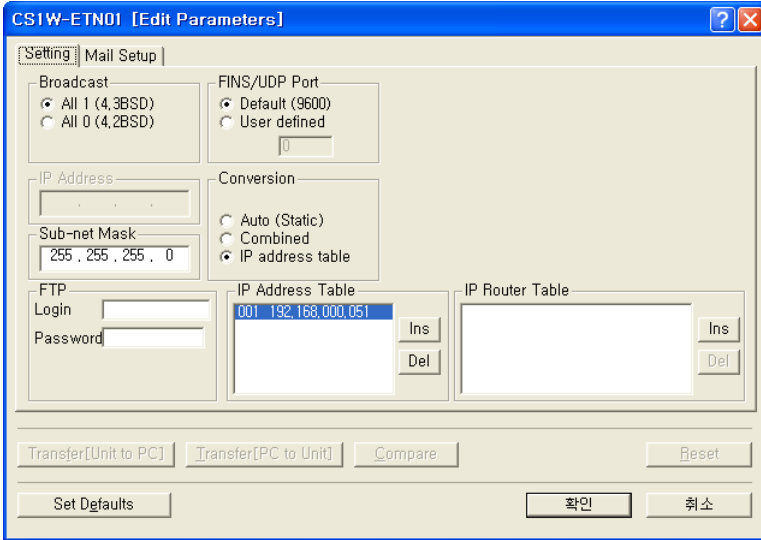 CS1W-ETN01 [Edit Parameters]
Setting Mail Setup
Broadcast
All 1 (4,3BSD)
All 0 (4,2BSD)
FINS/UDP Port
Default (9600)
User defined
0
IP Address
. . .
Sub-net Mask
255 . 255 . 255 . 0
Conversion
Auto (Static)
Combined
IP address table
FTP
Login
Password
IP Address Table
001 192,168,000,051
Ins
Del
IP Router Table
Ins
Del
Transfer[Unit to PC] Transfer[PC to Unit] Compare Reset
Set Defaults 확인 취소